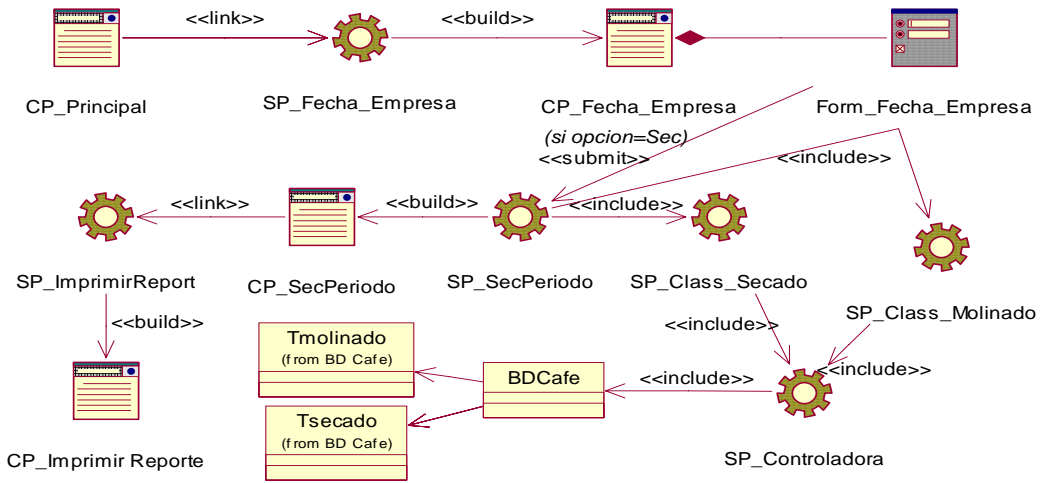 <<link>>
<<build>>
CP_Principal
SP_Fecha_Empresa
CP_Fecha_Empresa
Form_Fecha_Empresa
(si opcion=Sec)
<<submit>>
<<include>>
<<link>>
<<build>>
<<include>>
SP_ImprimirReport
CP_SecPeriodo
SP_SecPeriodo
SP_Class_Secado
SP_Class_Molinado
<<build>>
<<include>>
Tmolinado
(from BD Cafe)
BDCafe
<<include>>
<<include>>
Tsecado
(from BD Cafe)
CP_Imprimir Reporte
SP_Controladora